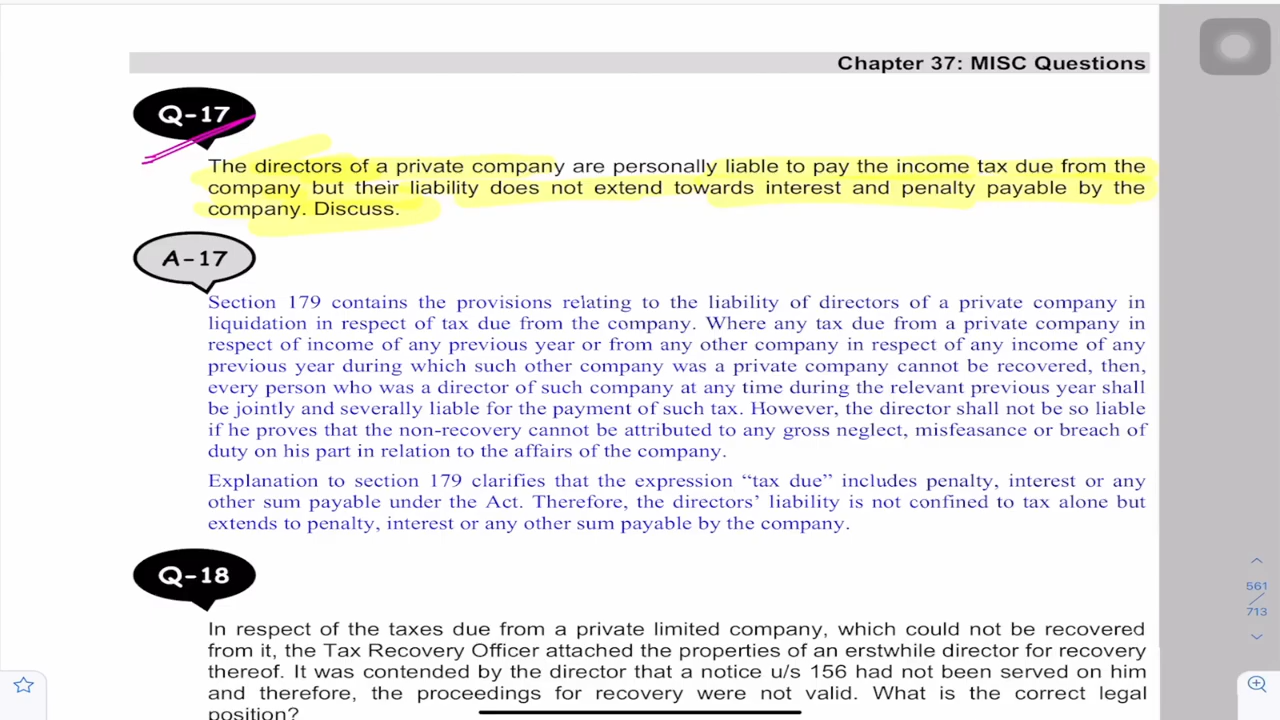 Chapter 37: MISC Questions
Q-17
The directors of a private company are personally liable to pay the income tax due from the
company but their liability does not extend towards interest and penalty payable by the
company. Discuss.
A-17
Section 179 contains the provisions relating to the liability of directors of a private company in
liquidation in respect of tax due from the company. Where any tax due from a private company in
respect of income of any previous year or from any other company in respect of any income of any
previous year during which such other company was a private company cannot be recovered, then,
every person who was a director of such company at any time during the relevant previous year shall
be jointly and severally liable for the payment of such tax. However, the director shall not be so liable
if he proves that the non-recovery cannot be attributed to any gross neglect, misfeasance or breach of
duty on his part in relation to the affairs of the company.
Explanation to section 179 clarifies that the expression “tax due” includes penalty, interest or any
other sum payable under the Act. Therefore, the directors’ liability is not confined to tax alone but
extends to penalty, interest or any other sum payable by the company.
561
713
Q-18
In respect of the taxes due from a private limited company, which could not be recovered
from it, the Tax Recovery Officer attached the properties of an erstwhile director for recovery
thereof. It was contended by the director that a notice u/s 156 had not been served on him
and therefore, the proceedings for recovery were not valid. What is the correct legal
position?